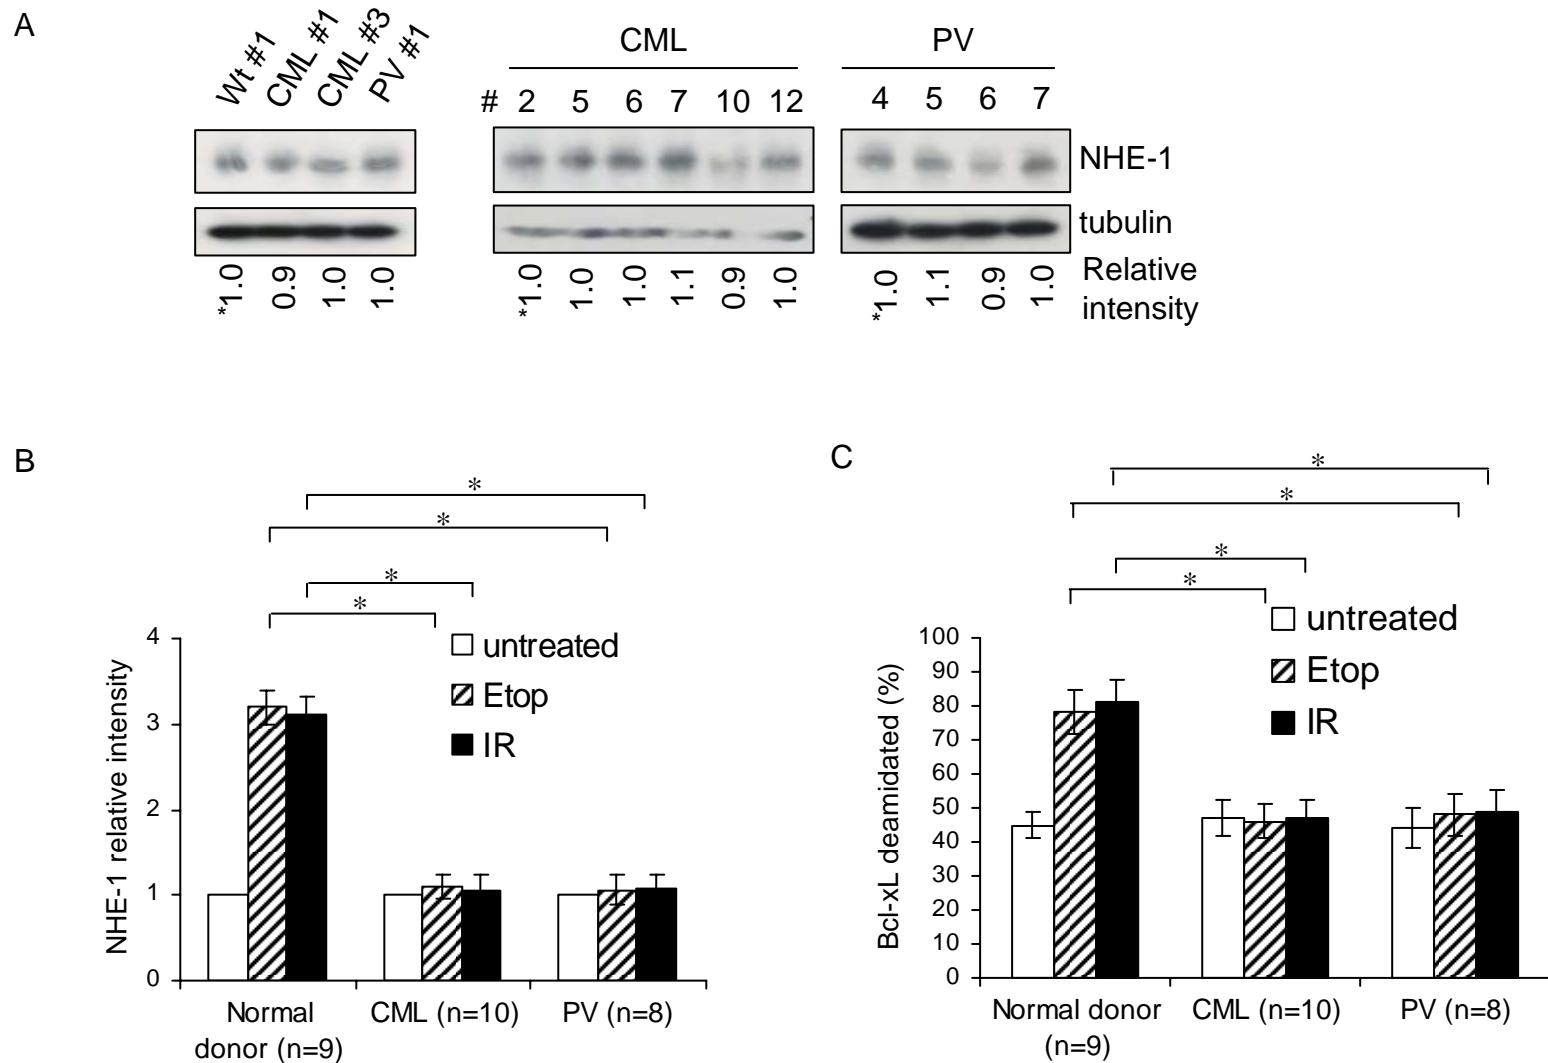 A
Wt #1 CML #1 CML #3 PV #1
CML PV
# 2 5 6 7 10 12 4 5 6 7
NHE-1
tubulin
*1.0 0.9 1.0 1.0 *1.0 1.0 1.0 1.1 0.9 1.0 *1.0 1.1 0.9 1.0
Relative
intensity
B
* * * *
untreated
Etop
IR
NHE-1 relative intensity
4
3
2
1
0
Normal
donor (n=9)
CML (n=10)
PV (n=8)
C
* * * *
untreated
Etop
IR
Bcl-xL deamidated (%)
100
90
80
70
60
50
40
30
20
10
0
Normal donor
(n=9)
CML (n=10)
PV (n=8)